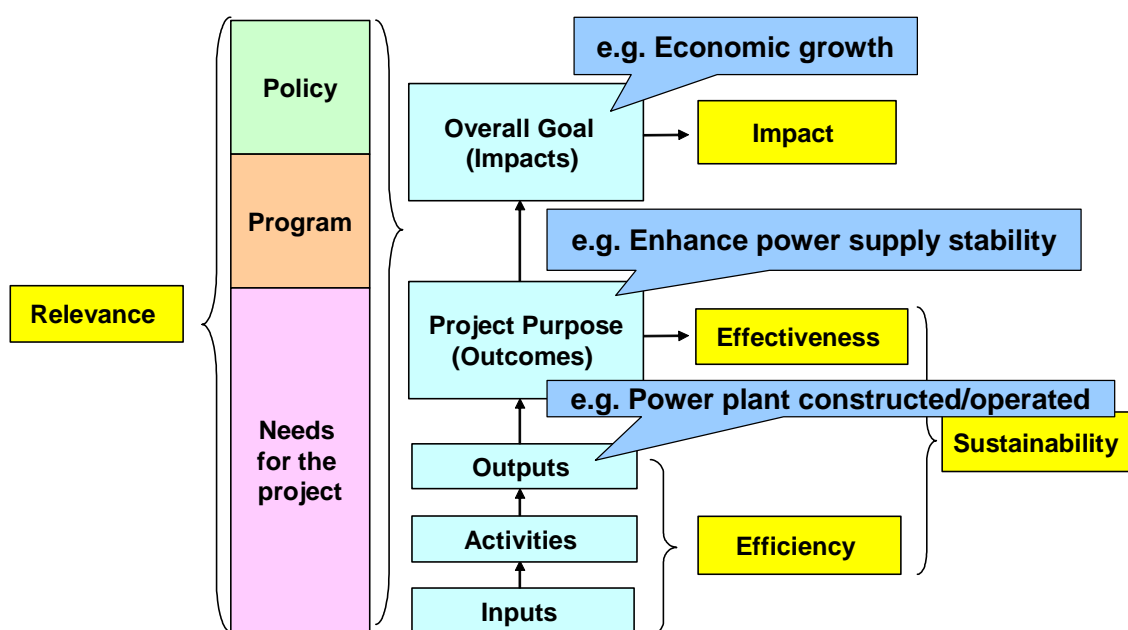 e.g. Economic growth
Policy
Overall Goal
(Impacts)
Impact
Program
e.g. Enhance power supply stability
Relevance
Project Purpose
(Outcomes)
Effectiveness
e.g. Power plant constructed/operated
Needs
for the
project
Sustainability
Outputs
Activities
Efficiency
Inputs